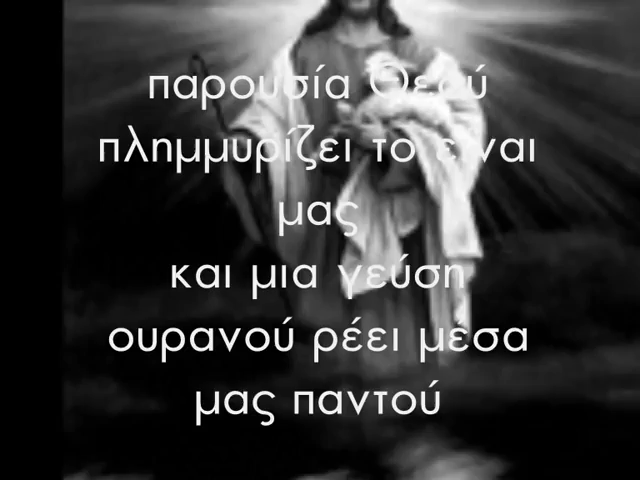 παρουσία Θεού
πλημμυρίζει το είναι
μας
και μια γεύση
ουρανού ρέει μέσα
μας παντού